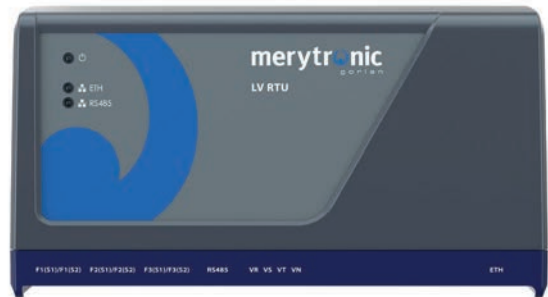 merytronic
gorlan
LV RTU
ETH
RS485
F1(S1)/F1(S2) F2(S1)/F2(S2) F3(S1)/F3(S2) RS485 VR VS VT VN ETH